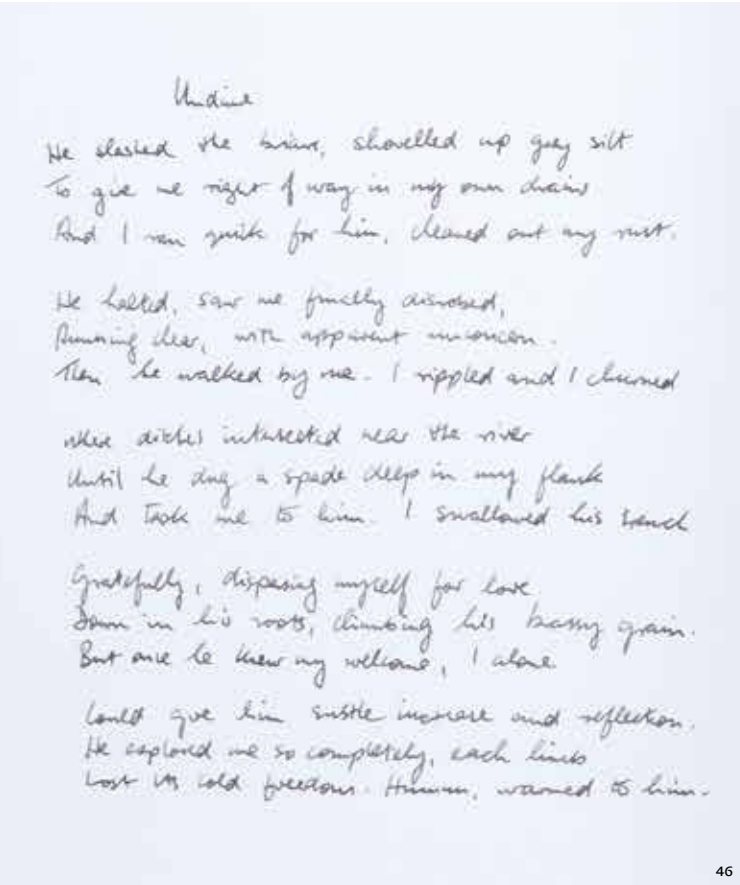 Undine
He slashed the briars, shovelled up grey silt
To give me right of way in my own drains
And I ran quick for him, cleaned out my rust.
He halted, saw me finally disrobed,
Running clear, with apparent unconcern.
Then he walked by me. I rippled and I churned
where ditches intersected near the river
Until he dug a spade deep in my flank
And took me to him. I swallowed his trench
Gratefully, dispersing myself for love
Down in his roots, climbing his brassy grain.
But once he knew my welcome, I alone
Could give him subtle increase and reflection.
He explored me so completely, each limb
Lost its cold freedom. Human, warmed to him.
46